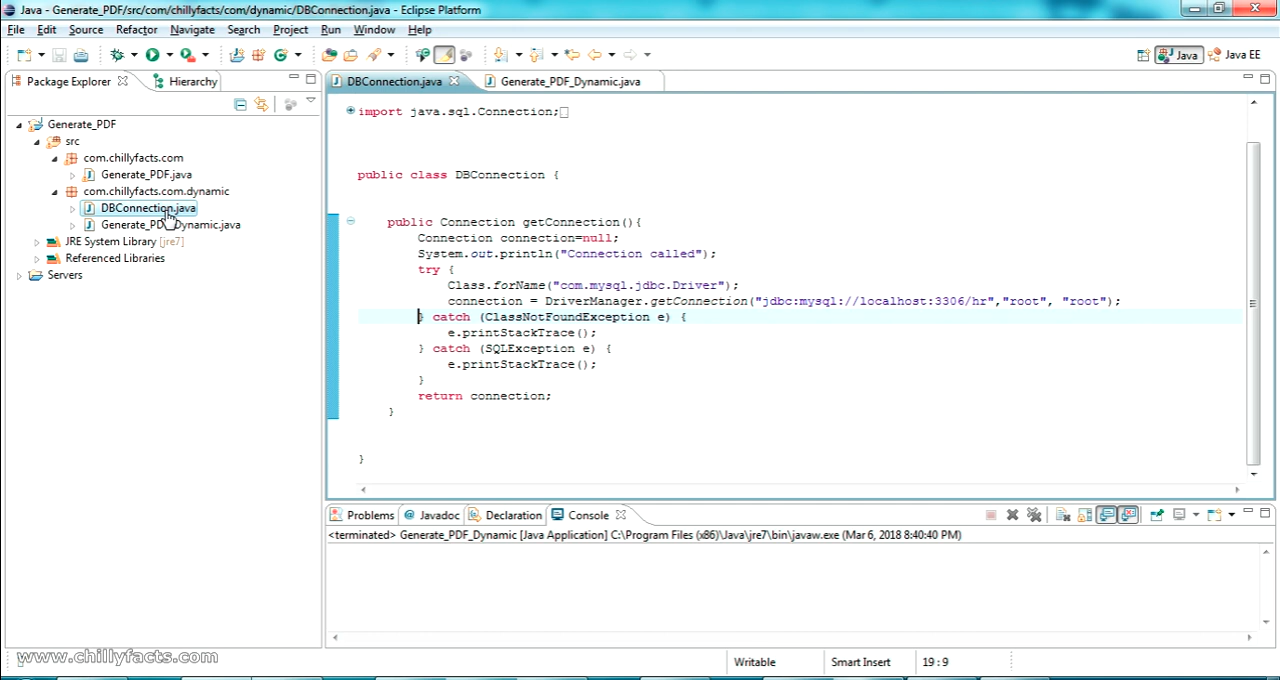 Java - Generate_PDF/src/com/chillyfacts/com/dynamic/DBConnection.java - Eclipse Platform
File Edit Source Refactor Navigate Search Project Run Window Help
Java Java EE
Package Explorer Hierarchy
DBConnection.java Generate_PDF_Dynamic.java
Generate_PDF
src
com.chillyfacts.com
Generate_PDF.java
com.chillyfacts.com.dynamic
DBConnection.java
Generate_PDF_Dynamic.java
JRE System Library [jre7]
Referenced Libraries
Servers
import java.sql.Connection;
public class DBConnection {
public Connection getConnection(){
Connection connection=null;
System.out.println("Connection called");
try {
Class.forName("com.mysql.jdbc.Driver");
connection = DriverManager.getConnection("jdbc:mysql://localhost:3306/hr","root", "root");
} catch (ClassNotFoundException e) {
e.printStackTrace();
} catch (SQLException e) {
e.printStackTrace();
}
return connection;
}
}
Problems @ Javadoc Declaration Console
<terminated> Generate_PDF_Dynamic [Java Application] C:\Program Files (x86)\Java\jre7\bin\javaw.exe (Mar 6, 2018 8:40:40 PM)
www.chillyfacts.com
Writable Smart Insert 19 : 9